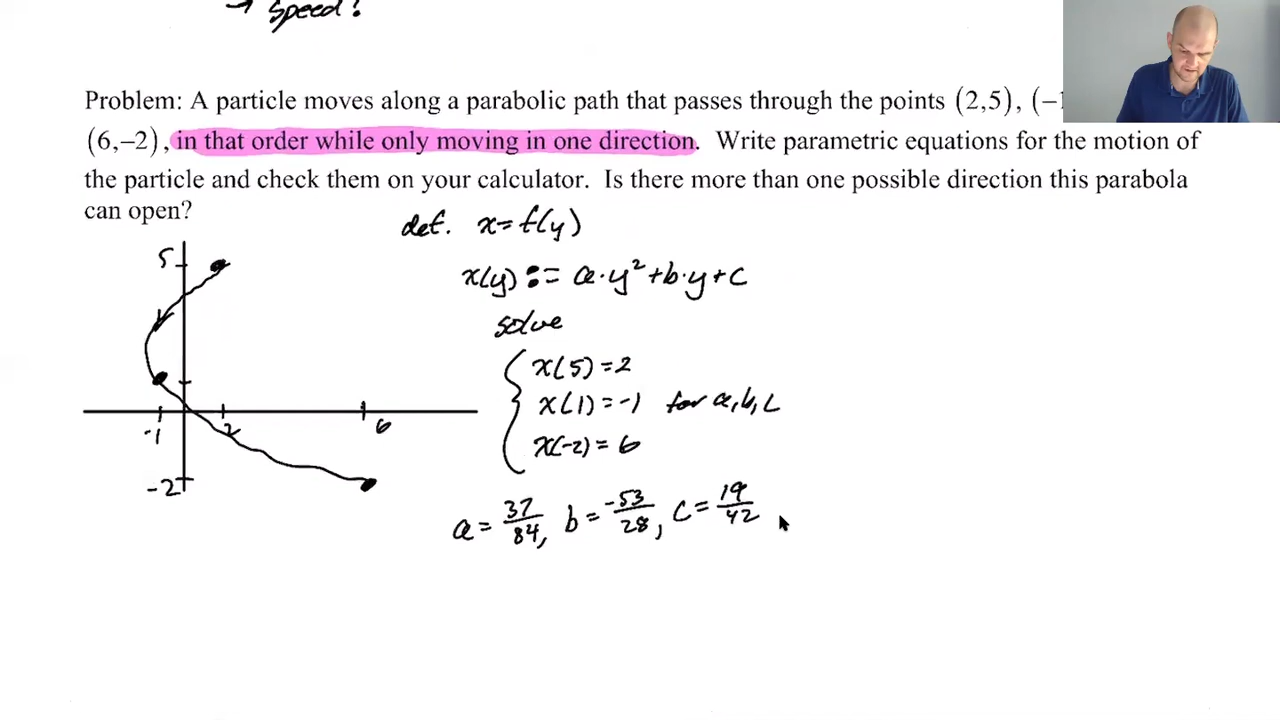 → Speed!
Problem: A particle moves along a parabolic path that passes through the points (2,5), (−1
(6,−2), in that order while only moving in one direction. Write parametric equations for the motion of
the particle and check them on your calculator. Is there more than one possible direction this parabola
can open?
def. x=f(y)
x(y) := a·y²+b·y+c
solve
x(5)=2
x(1)=-1 for a,b,c
x(-2)=6
a=37/84, b=-53/28, c=19/42
5
-1
2
6
-2